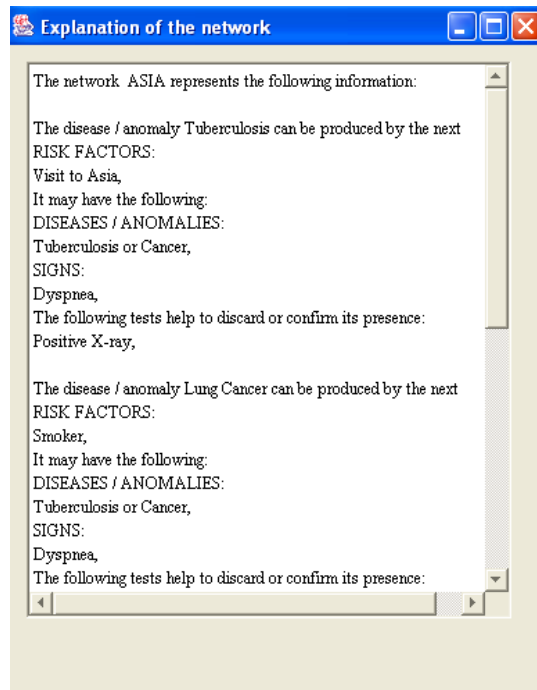 Explanation of the network
The network ASIA represents the following information:
The disease / anomaly Tuberculosis can be produced by the next
RISK FACTORS:
Visit to Asia,
It may have the following:
DISEASES / ANOMALIES:
Tuberculosis or Cancer,
SIGNS:
Dyspnea,
The following tests help to discard or confirm its presence:
Positive X-ray,
The disease / anomaly Lung Cancer can be produced by the next
RISK FACTORS:
Smoker,
It may have the following:
DISEASES / ANOMALIES:
Tuberculosis or Cancer,
SIGNS:
Dyspnea,
The following tests help to discard or confirm its presence: